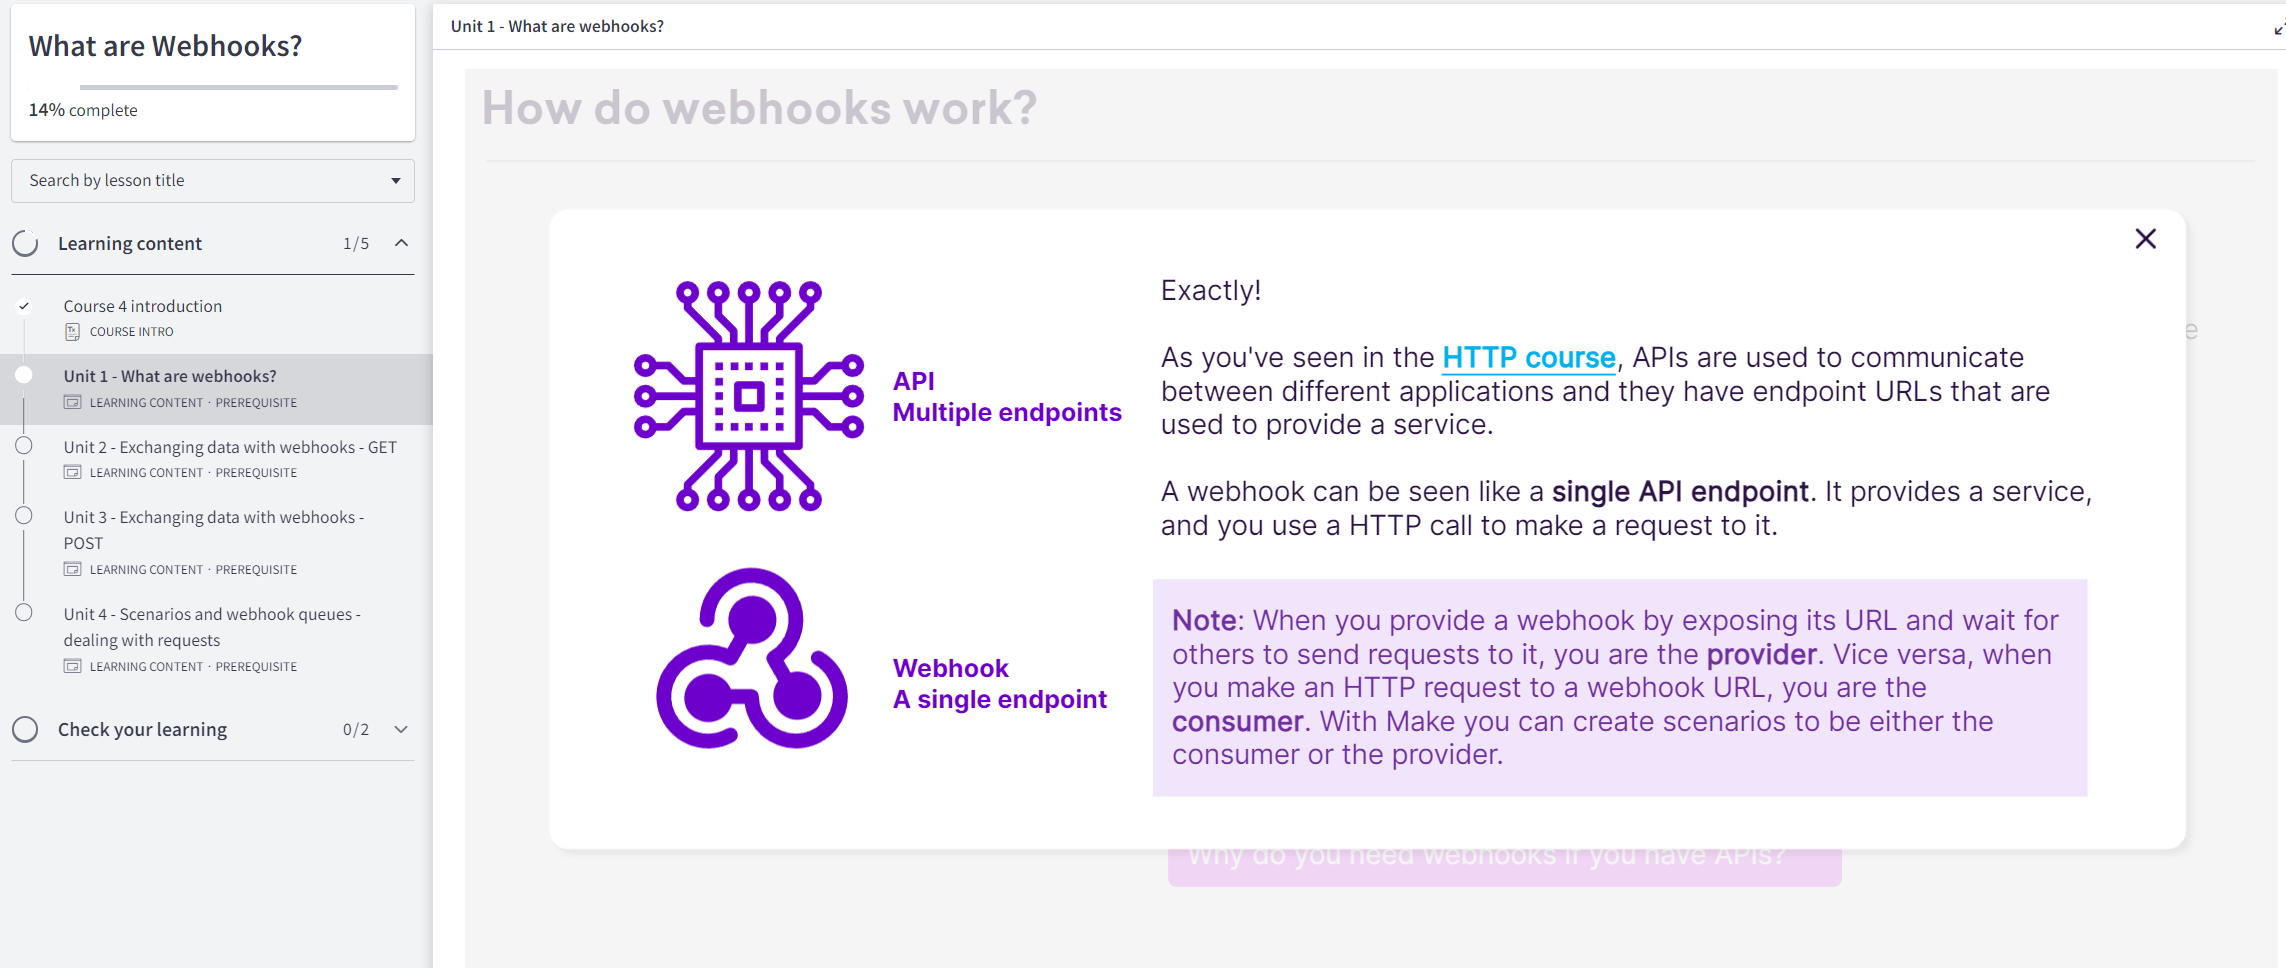 What are Webhooks?
14% complete
Search by lesson title
Learning content 1/5
Course 4 introduction
COURSE INTRO
Unit 1 - What are webhooks?
LEARNING CONTENT · PREREQUISITE
Unit 2 - Exchanging data with webhooks - GET
LEARNING CONTENT · PREREQUISITE
Unit 3 - Exchanging data with webhooks -
POST
LEARNING CONTENT · PREREQUISITE
Unit 4 - Scenarios and webhook queues -
dealing with requests
LEARNING CONTENT · PREREQUISITE
Check your learning 0/2
Unit 1 - What are webhooks?
How do webhooks work?
API
Multiple endpoints
Webhook
A single endpoint
Exactly!
As you've seen in the HTTP course, APIs are used to communicate
between different applications and they have endpoint URLs that are
used to provide a service.
A webhook can be seen like a single API endpoint. It provides a service,
and you use a HTTP call to make a request to it.
Note: When you provide a webhook by exposing its URL and wait for
others to send requests to it, you are the provider. Vice versa, when
you make an HTTP request to a webhook URL, you are the
consumer. With Make you can create scenarios to be either the
consumer or the provider.
Why do you need Webhooks if you have APIs?